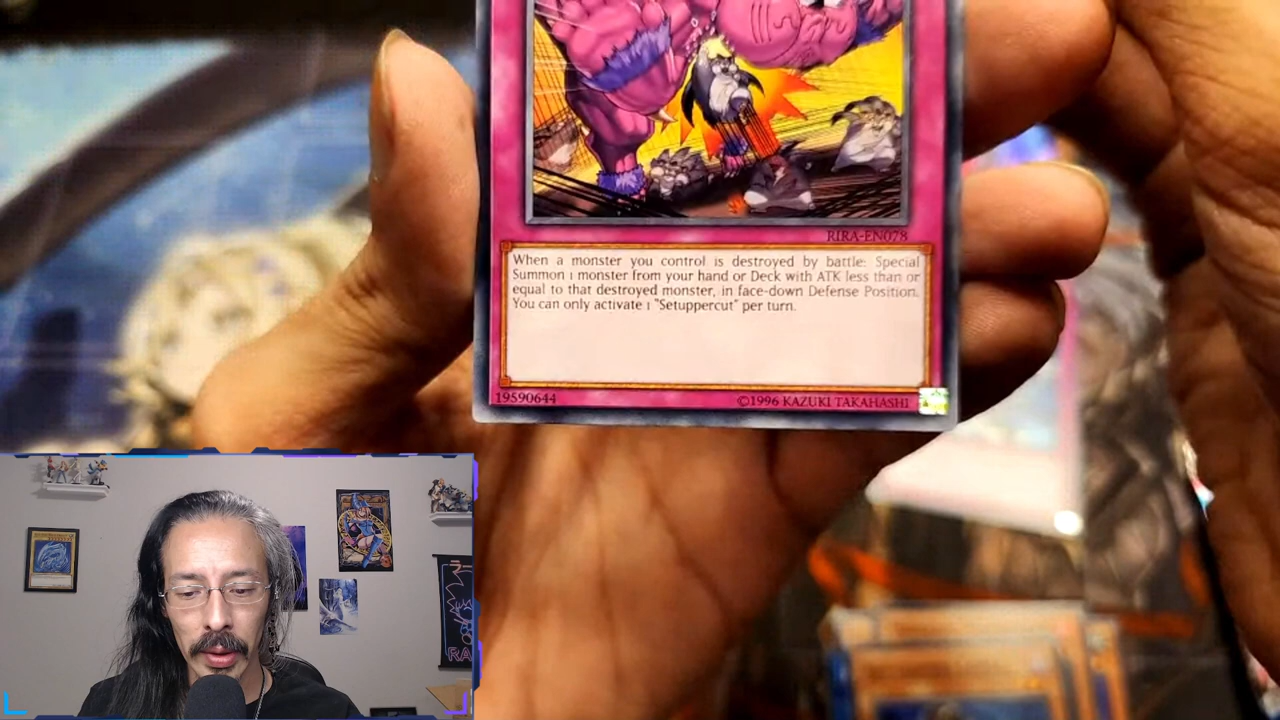 RIRA-EN078
When a monster you control is destroyed by battle: Special
Summon 1 monster from your hand or Deck with ATK less than or
equal to that destroyed monster, in face-down Defense Position.
You can only activate 1 "Setuppercut" per turn.
19590644
©1996 KAZUKI TAKAHASHI
RA